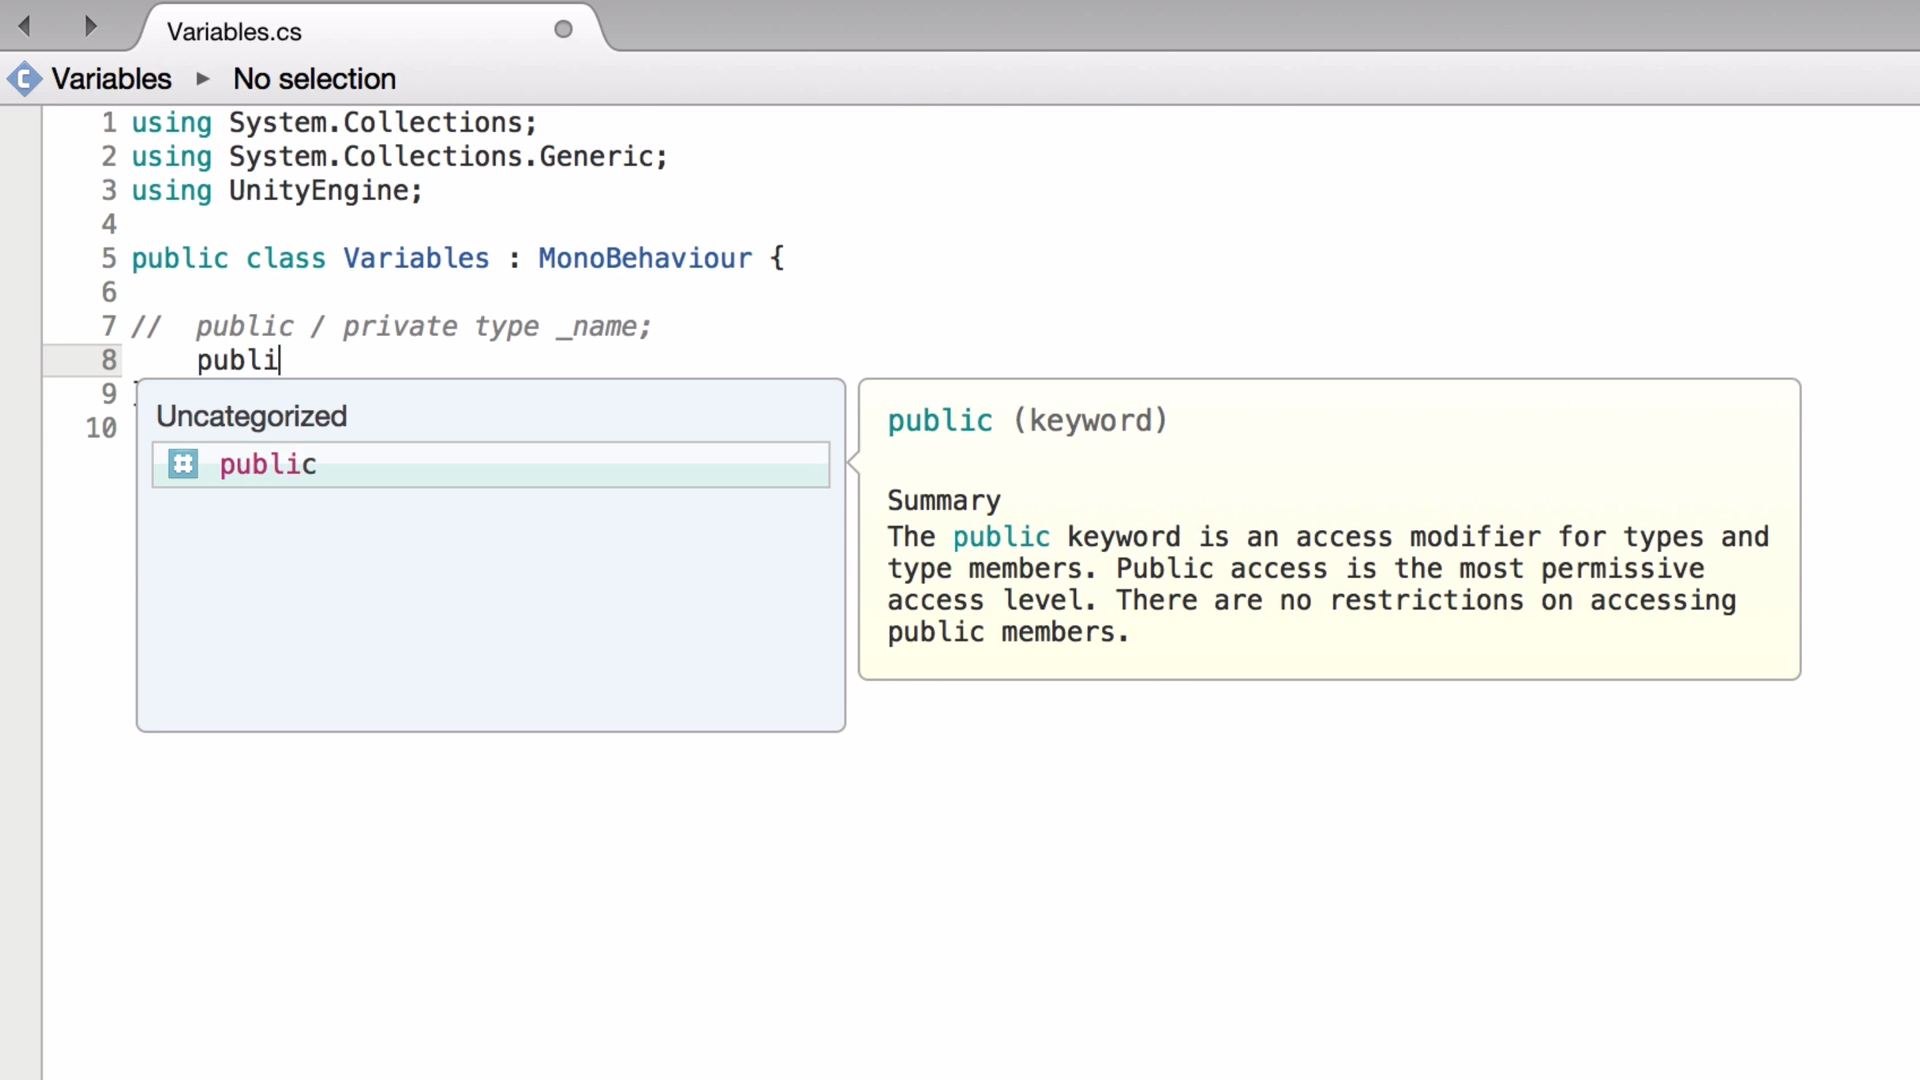 Variables.cs
Variables ▸ No selection
1 using System.Collections;
2 using System.Collections.Generic;
3 using UnityEngine;
4
5 public class Variables : MonoBehaviour {
6
7 //  public / private type _name;
8     publi
9
10
Uncategorized
public
public (keyword)
Summary
The public keyword is an access modifier for types and
type members. Public access is the most permissive
access level. There are no restrictions on accessing
public members.